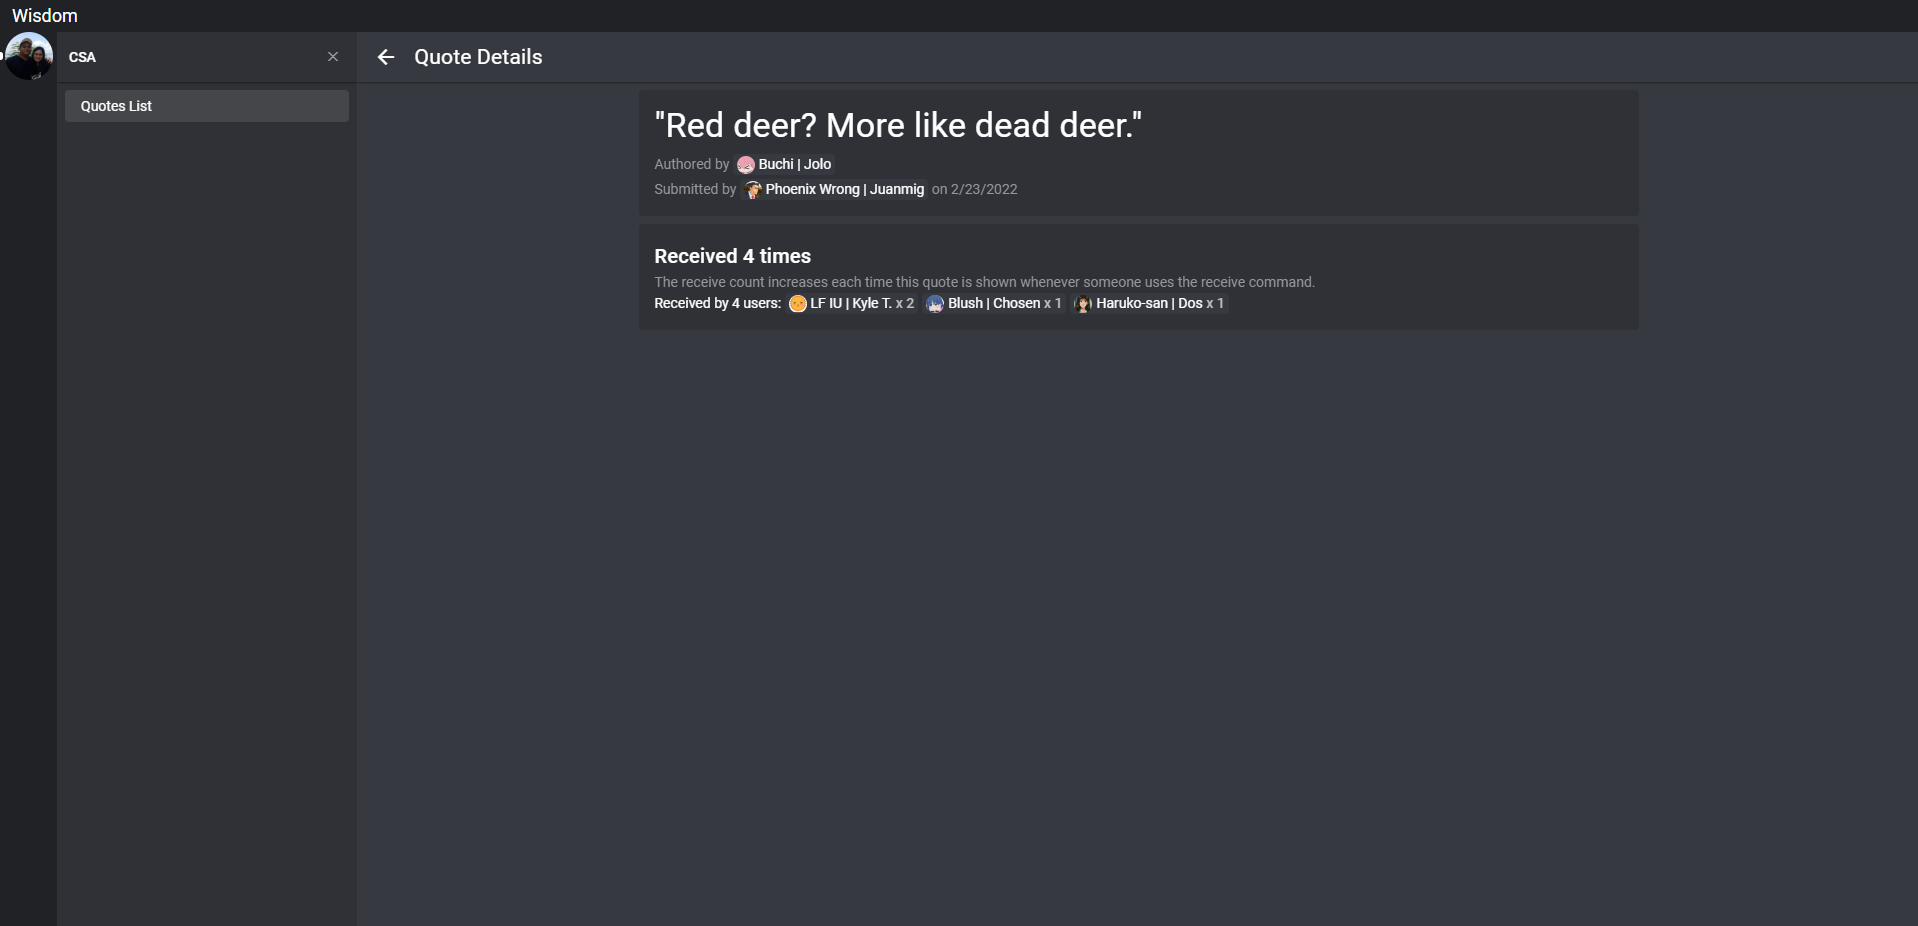 Wisdom
CSA
Quotes List
Quote Details
"Red deer? More like dead deer."
Authored by Buchi | Jolo
Submitted by Phoenix Wrong | Juanmig on 2/23/2022
Received 4 times
The receive count increases each time this quote is shown whenever someone uses the receive command.
Received by 4 users: LF IU | Kyle T. x 2 Blush | Chosen x 1 Haruko-san | Dos x 1